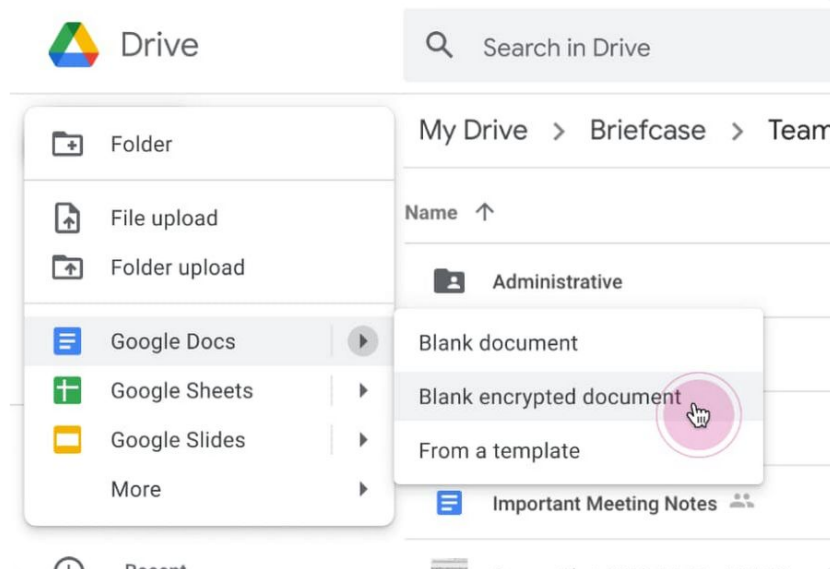 Drive
Search in Drive
My Drive > Briefcase > Team
Name
Folder
File upload
Folder upload
Google Docs
Google Sheets
Google Slides
More
Administrative
Blank document
Blank encrypted document
From a template
Important Meeting Notes
Recent